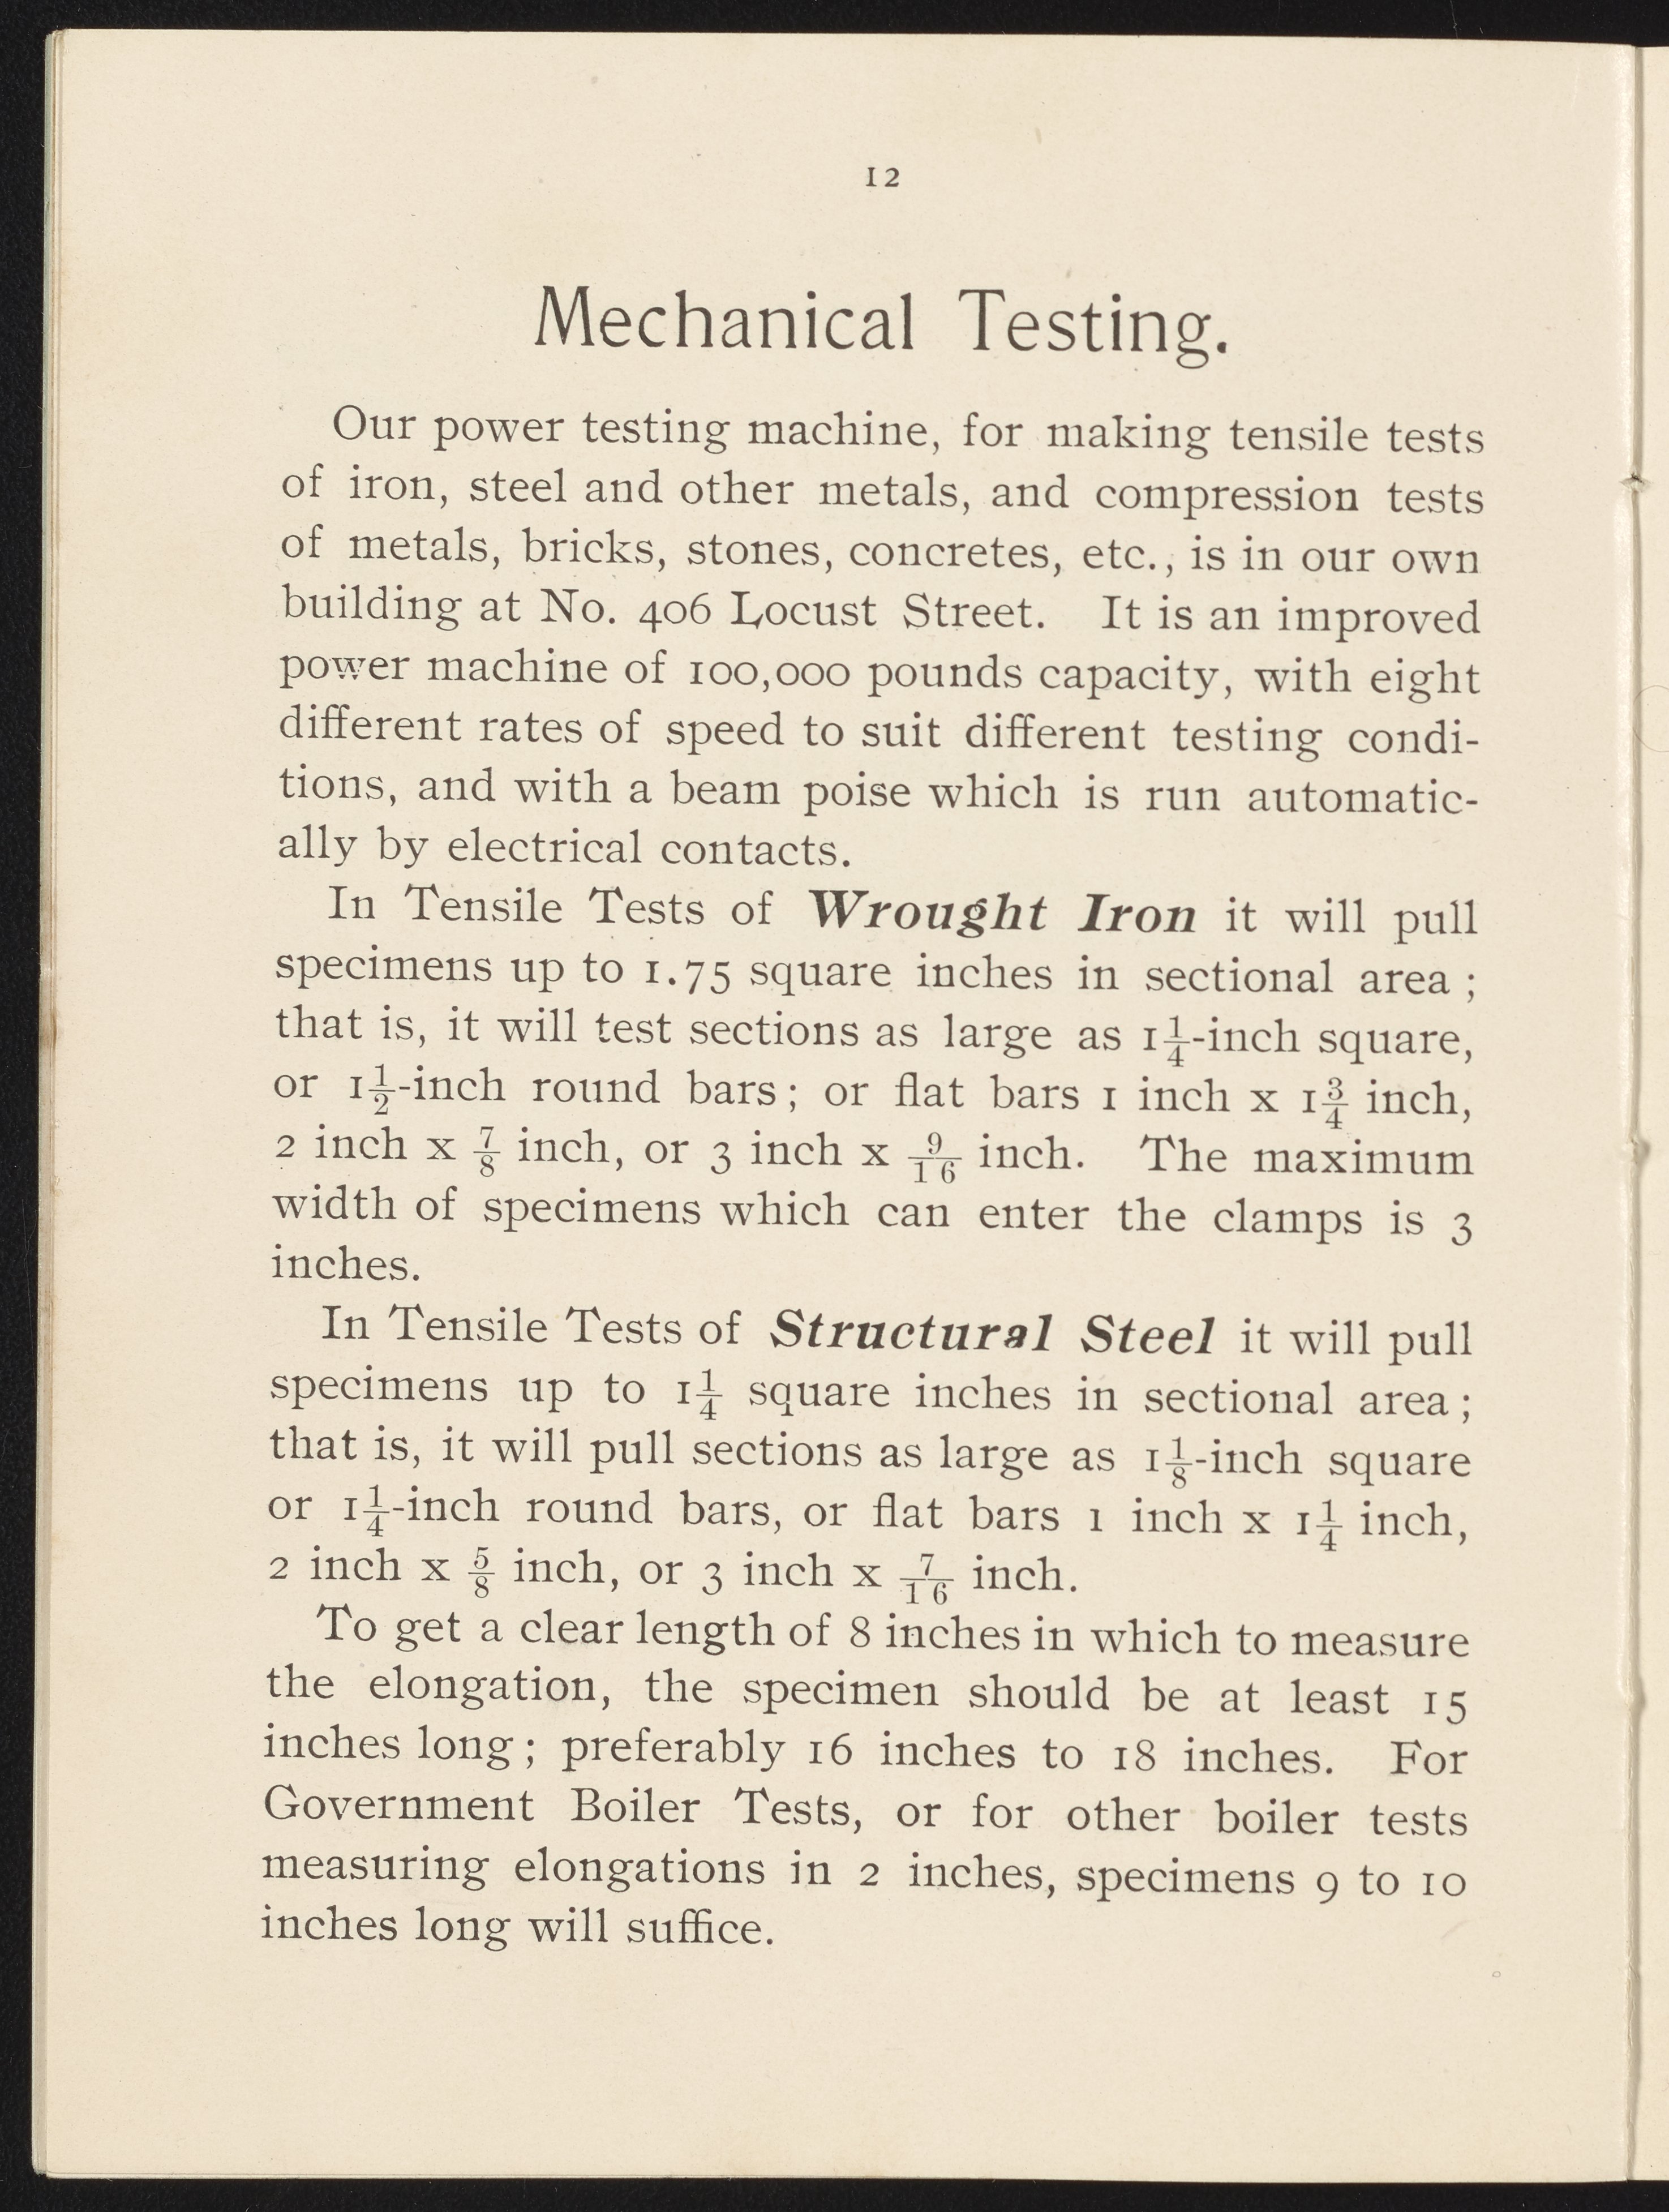 12
Mechanical Testing.
Our power testing machine, for making tensile tests
of iron, steel and other metals, and compression tests
of metals, bricks, stones, concretes, etc., is in our own
building at No. 406 Locust Street. It is an improved
power machine of 100,000 pounds capacity, with eight
different rates of speed to suit different testing condi-
tions, and with a beam poise which is run automatic-
ally by electrical contacts.
In Tensile Tests of Wrought Iron it will pull
specimens up to 1.75 square inches in sectional area ;
that is, it will test sections as large as 1¼-inch square,
or 1½-inch round bars ; or flat bars 1 inch x 1¾ inch,
2 inch x ⅞ inch, or 3 inch x 9/16 inch. The maximum
width of specimens which can enter the clamps is 3
inches.
In Tensile Tests of Structural Steel it will pull
specimens up to 1¼ square inches in sectional area ;
that is, it will pull sections as large as 1⅛-inch square
or 1¼-inch round bars, or flat bars 1 inch x 1¼ inch,
2 inch x ⅝ inch, or 3 inch x 7/16 inch.
To get a clear length of 8 inches in which to measure
the elongation, the specimen should be at least 15
inches long ; preferably 16 inches to 18 inches. For
Government Boiler Tests, or for other boiler tests
measuring elongations in 2 inches, specimens 9 to 10
inches long will suffice.